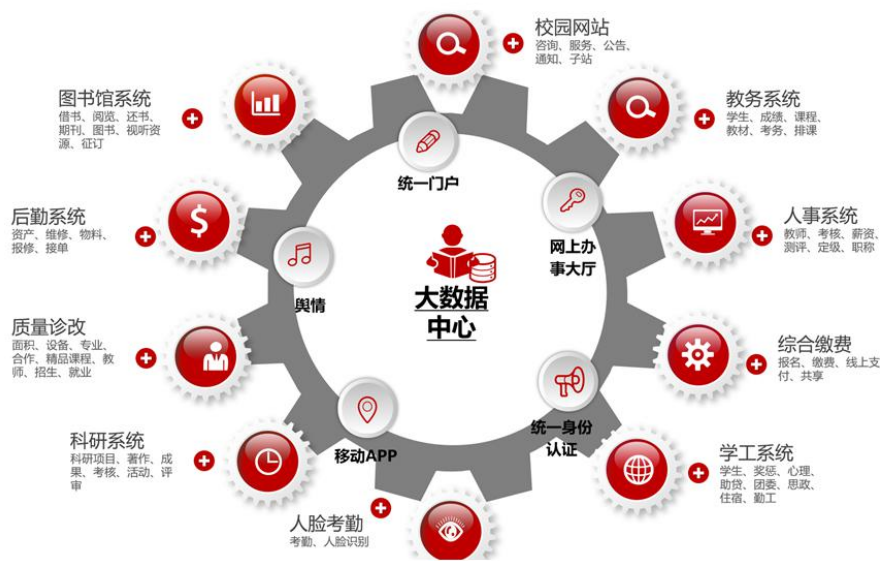 校园网站
咨询、服务、公告、
通知、子站
图书馆系统
借书、阅览、还书、
期刊、图书、视听资
源、征订
教务系统
学生、成绩、课程、
教材、考务、排课
统一门户
后勤系统
资产、维修、物料、
报修、接单
$
人事系统
教师、考核、薪资、
测评、定级、职称
网上办
事大厅
舆情
大数据
中心
质量诊改
面积、设备、专业、
合作、精品课程、教
师、招生、就业
综合缴费
报名、缴费、线上支
付、共享
统一身份
认证
移动APP
科研系统
科研项目、著作、成
果、考核、活动、评
审
学工系统
学生、奖惩、心理、
助贷、团委、思政、
住宿、勤工
人脸考勤
考勤、人脸识别